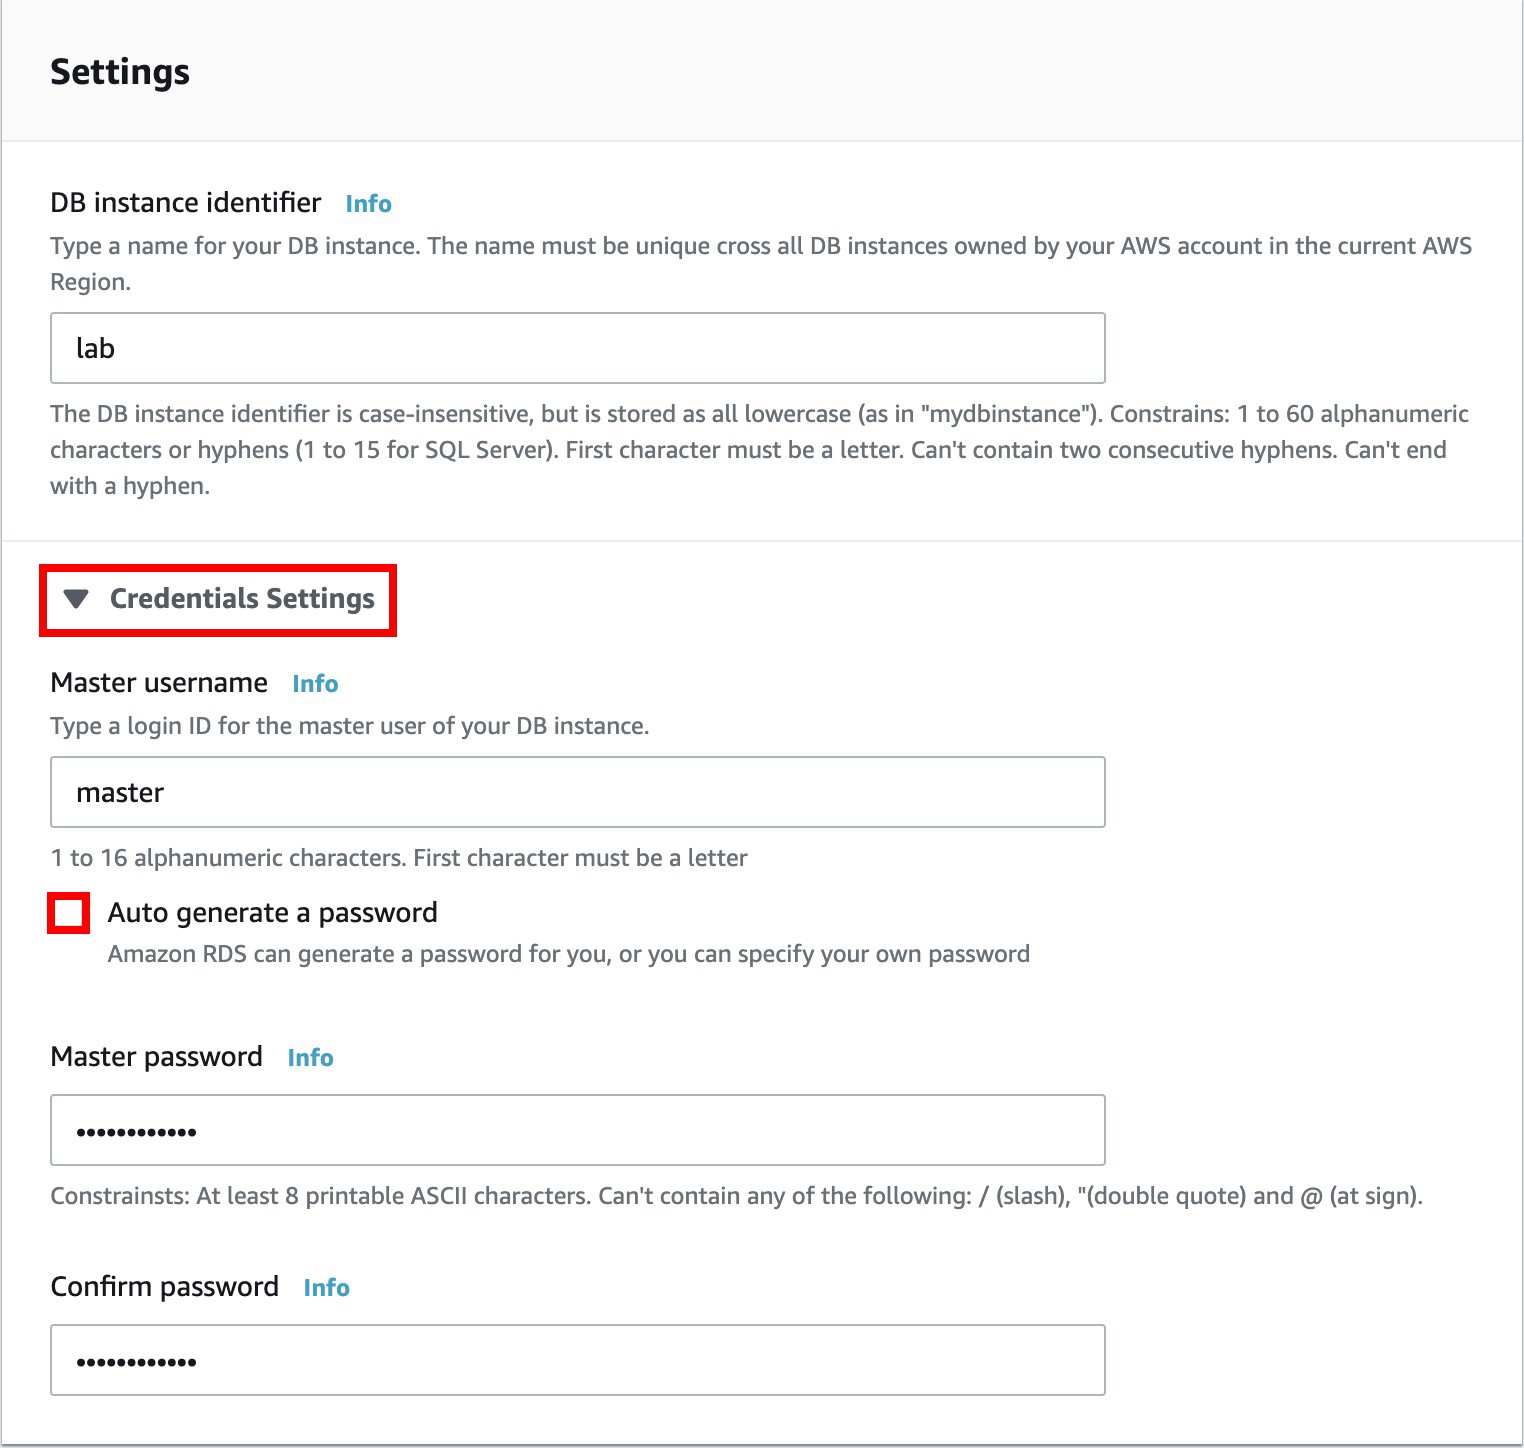 Settings
DB instance identifier Info
Type a name for your DB instance. The name must be unique cross all DB instances owned by your AWS account in the current AWS
Region.
lab
The DB instance identifier is case-insensitive, but is stored as all lowercase (as in "mydbinstance"). Constrains: 1 to 60 alphanumeric
characters or hyphens (1 to 15 for SQL Server). First character must be a letter. Can't contain two consecutive hyphens. Can't end
with a hyphen.
Credentials Settings
Master username Info
Type a login ID for the master user of your DB instance.
master
1 to 16 alphanumeric characters. First character must be a letter
Auto generate a password
Amazon RDS can generate a password for you, or you can specify your own password
Master password Info
••••••••••••
Constrainsts: At least 8 printable ASCII characters. Can't contain any of the following: / (slash), "(double quote) and @ (at sign).
Confirm password Info
••••••••••••